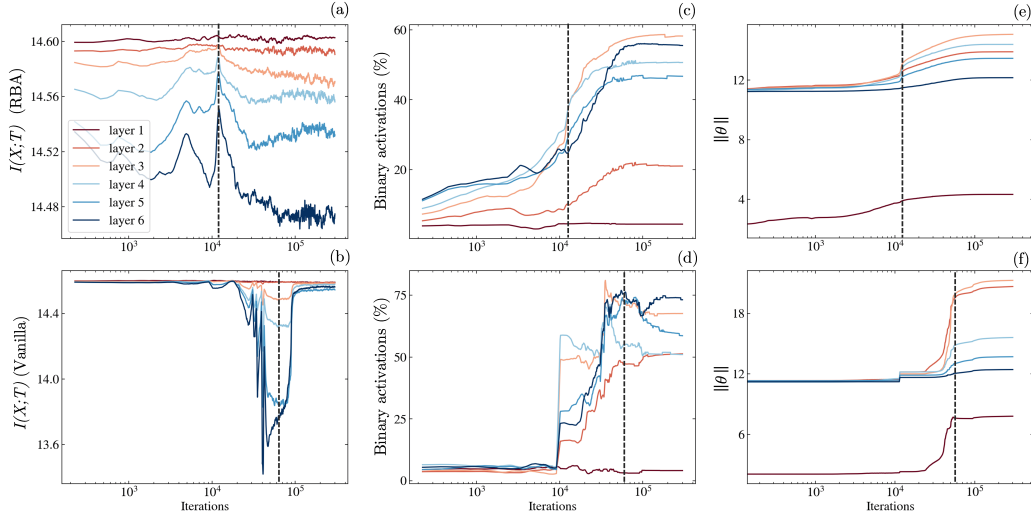 (a)
I(X;T) (RBA)
14.60
14.56
14.52
14.48
layer 1
layer 2
layer 3
layer 4
layer 5
layer 6
10³
10⁴
10⁵
(c)
Binary activations (%)
60
40
20
10³
10⁴
10⁵
(e)
||θ||
12
8
4
10³
10⁴
10⁵
(b)
I(X;T) (Vanilla)
14.4
14.0
13.6
10³
10⁴
10⁵
Iterations
(d)
Binary activations (%)
75
50
25
0
10³
10⁴
10⁵
Iterations
(f)
||θ||
18
12
6
10³
10⁴
10⁵
Iterations